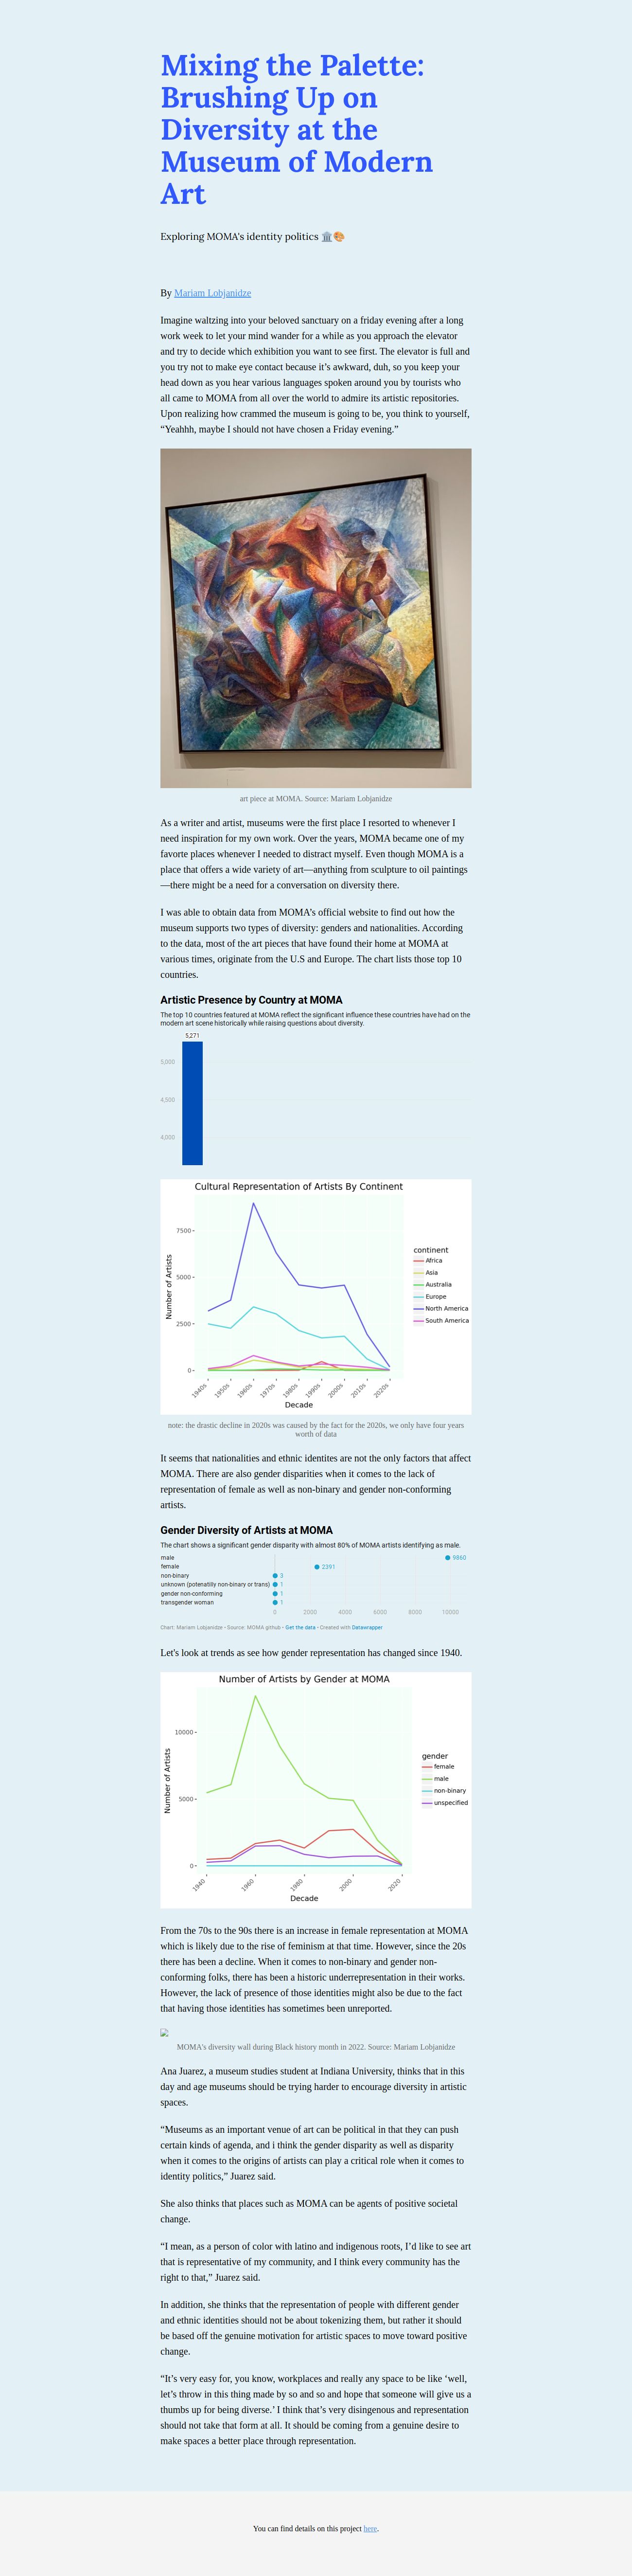 Mixing the Palette:
Brushing Up on
Diversity at the
Museum of Modern
Art
Exploring MOMA's identity politics 🏛️🎨
By Mariam Lobjanidze
Imagine waltzing into your beloved sanctuary on a friday evening after a long
work week to let your mind wander for a while as you approach the elevator
and try to decide which exhibition you want to see first. The elevator is full and
you try not to make eye contact because it’s awkward, duh, so you keep your
head down as you hear various languages spoken around you by tourists who
all came to MOMA from all over the world to admire its artistic repositories.
Upon realizing how crammed the museum is going to be, you think to yourself,
“Yeahhh, maybe I should not have chosen a Friday evening.”
art piece at MOMA. Source: Mariam Lobjanidze
As a writer and artist, museums were the first place I resorted to whenever I
need inspiration for my own work. Over the years, MOMA became one of my
favorte places whenever I needed to distract myself. Even though MOMA is a
place that offers a wide variety of art—anything from sculpture to oil paintings
—there might be a need for a conversation on diversity there.
I was able to obtain data from MOMA’s official website to find out how the
museum supports two types of diversity: genders and nationalities. According
to the data, most of the art pieces that have found their home at MOMA at
various times, originate from the U.S and Europe. The chart lists those top 10
countries.
Artistic Presence by Country at MOMA
The top 10 countries featured at MOMA reflect the significant influence these countries have had on the
modern art scene historically while raising questions about diversity.
5,271
5,000
4,500
4,000
Cultural Representation of Artists By Continent
Number of Artists
7500
5000
2500
0
1940s
1950s
1960s
1970s
1980s
1990s
2000s
2010s
2020s
Decade
continent
Africa
Asia
Australia
Europe
North America
South America
note: the drastic decline in 2020s was caused by the fact for the 2020s, we only have four years
worth of data
It seems that nationalities and ethnic identites are not the only factors that affect
MOMA. There are also gender disparities when it comes to the lack of
representation of female as well as non-binary and gender non-conforming
artists.
Gender Diversity of Artists at MOMA
The chart shows a significant gender disparity with almost 80% of MOMA artists identifying as male.
male 9860
female 2391
non-binary 3
unknown (potenatilly non-binary or trans) 1
gender non-conforming 1
transgender woman 1
0 2000 4000 6000 8000 10000
Chart: Mariam Lobjanidze • Source: MOMA github • Get the data • Created with Datawrapper
Let's look at trends as see how gender representation has changed since 1940.
Number of Artists by Gender at MOMA
Number of Artists
10000
5000
0
1940
1960
1980
2000
2020
Decade
gender
female
male
non-binary
unspecified
From the 70s to the 90s there is an increase in female representation at MOMA
which is likely due to the rise of feminism at that time. However, since the 20s
there has been a decline. When it comes to non-binary and gender non-
conforming folks, there has been a historic underrepresentation in their works.
However, the lack of presence of those identities might also be due to the fact
that having those identities has sometimes been unreported.
MOMA's diversity wall during Black history month in 2022. Source: Mariam Lobjanidze
Ana Juarez, a museum studies student at Indiana University, thinks that in this
day and age museums should be trying harder to encourage diversity in artistic
spaces.
“Museums as an important venue of art can be political in that they can push
certain kinds of agenda, and i think the gender disparity as well as disparity
when it comes to the origins of artists can play a critical role when it comes to
identity politics,” Juarez said.
She also thinks that places such as MOMA can be agents of positive societal
change.
“I mean, as a person of color with latino and indigenous roots, I’d like to see art
that is representative of my community, and I think every community has the
right to that,” Juarez said.
In addition, she thinks that the representation of people with different gender
and ethnic identities should not be about tokenizing them, but rather it should
be based off the genuine motivation for artistic spaces to move toward positive
change.
“It’s very easy for, you know, workplaces and really any space to be like ‘well,
let’s throw in this thing made by so and so and hope that someone will give us a
thumbs up for being diverse.’ I think that’s very disingenous and representation
should not take that form at all. It should be coming from a genuine desire to
make spaces a better place through representation.
You can find details on this project here.